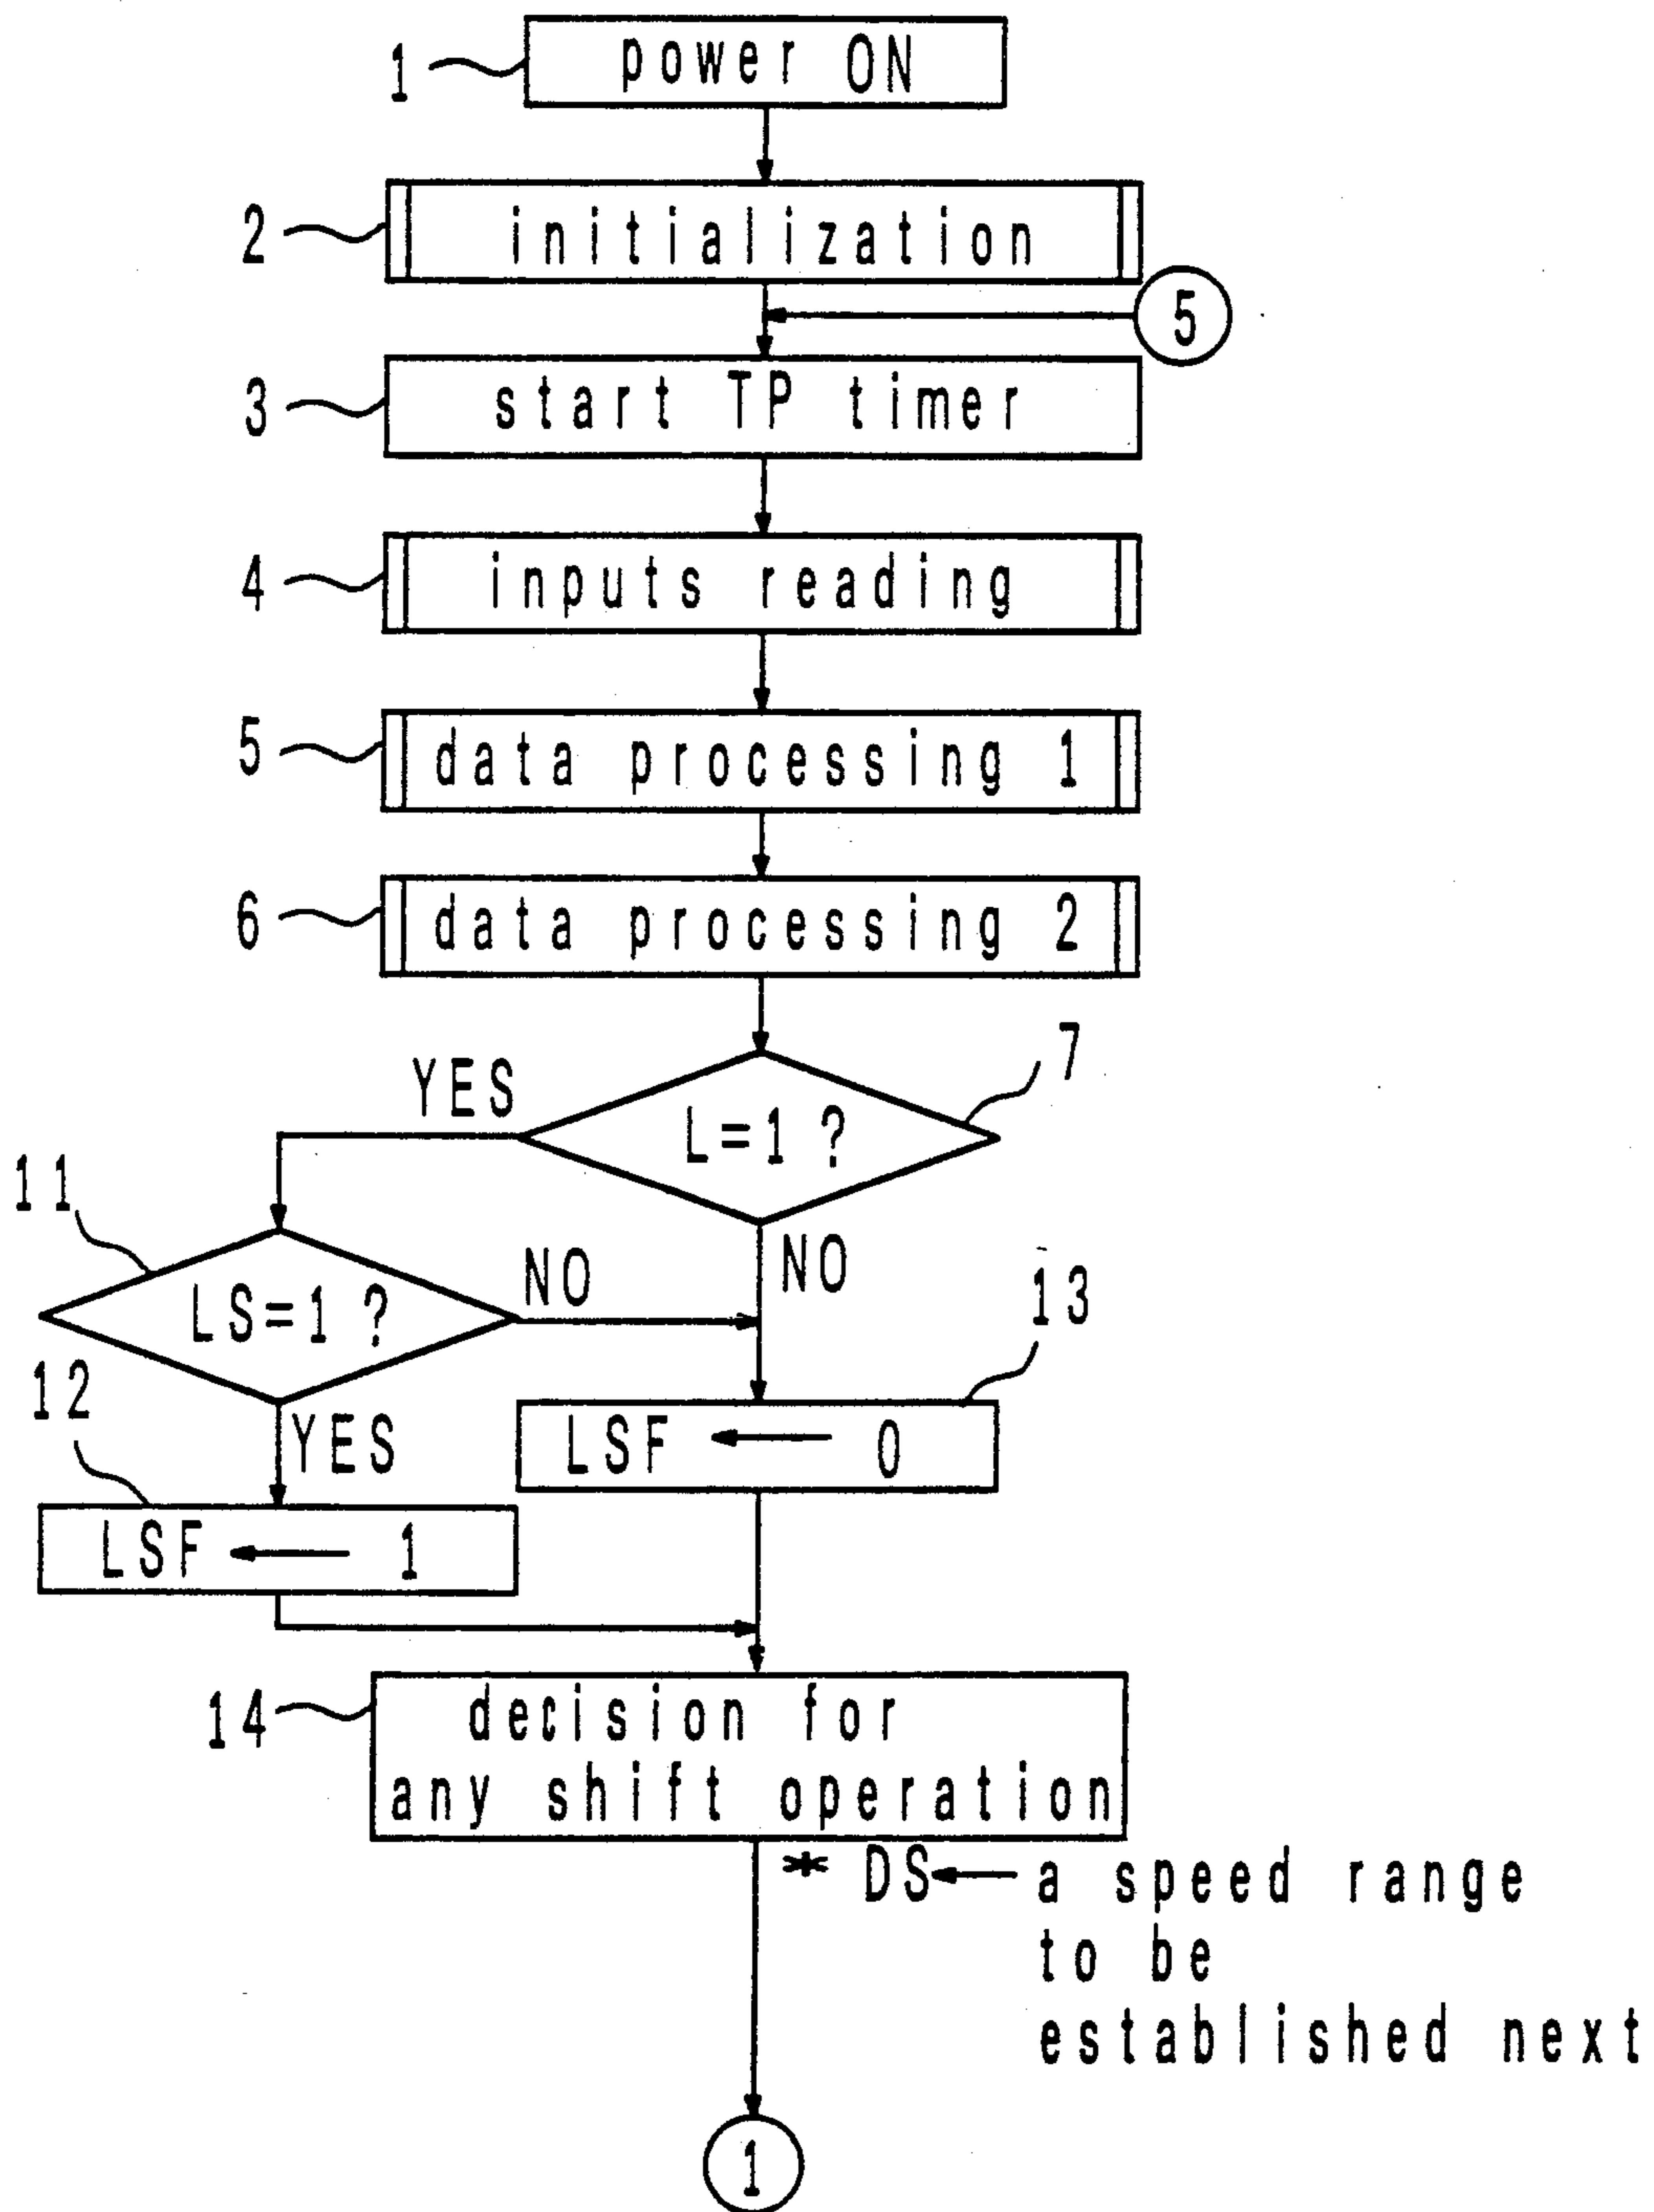 1
power ON
2
initialization
5
3
start TP timer
4
inputs reading
5
data processing 1
6
data processing 2
7
YES
L=1 ?
11
NO
NO
LS=1 ?
13
12
YES
LSF ← 0
LSF ← 1
14
decision for
any shift operation
* DS ← a speed range
to be
established next
1